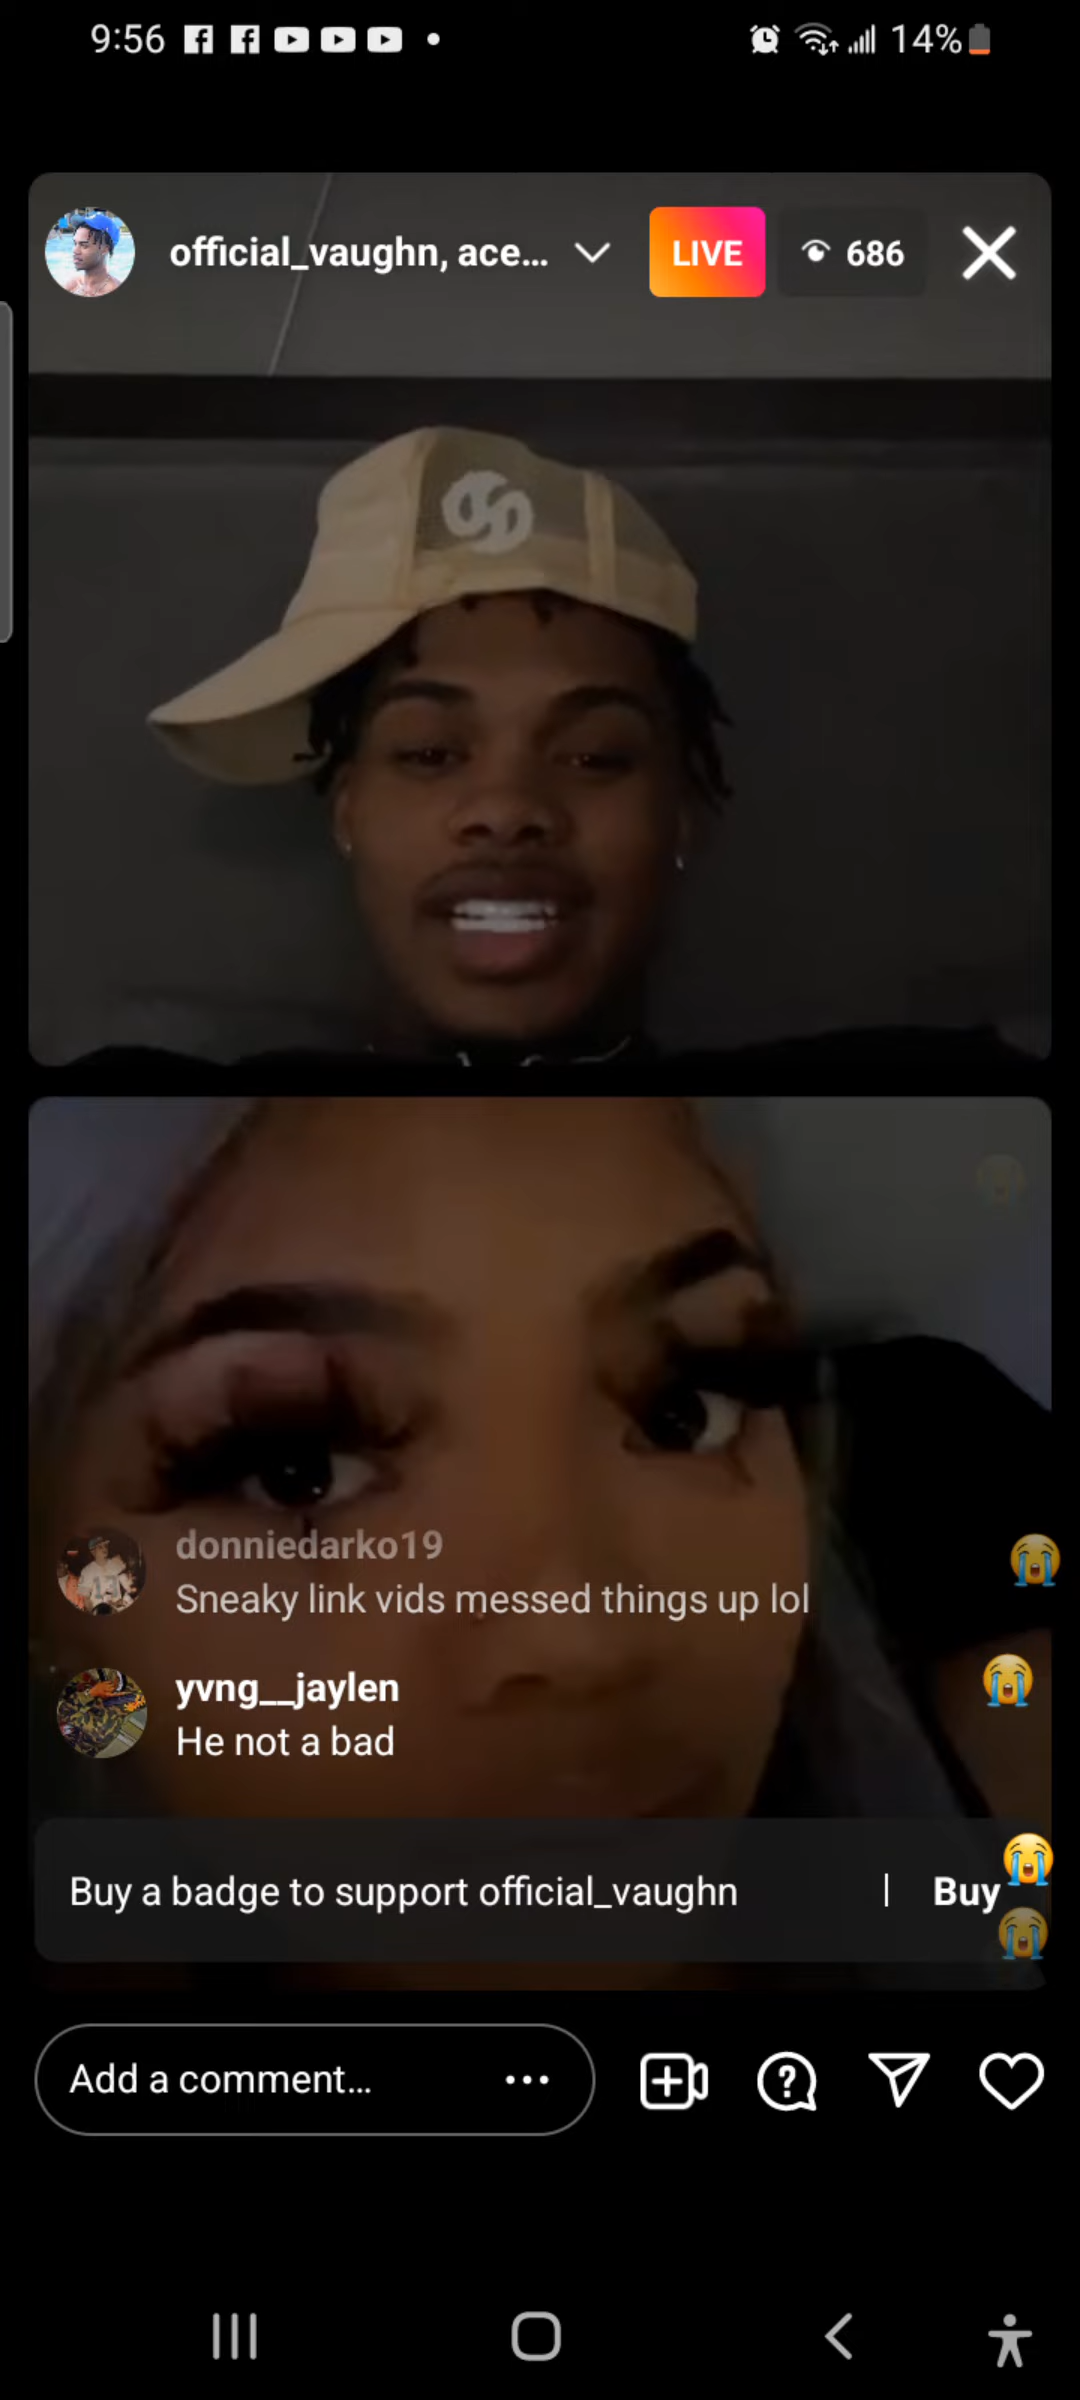 9:56
14%
official_vaughn, ace...
LIVE
686
donniedarko19
Sneaky link vids messed things up lol
yvng__jaylen
He not a bad
Buy a badge to support official_vaughn | Buy
Add a comment...